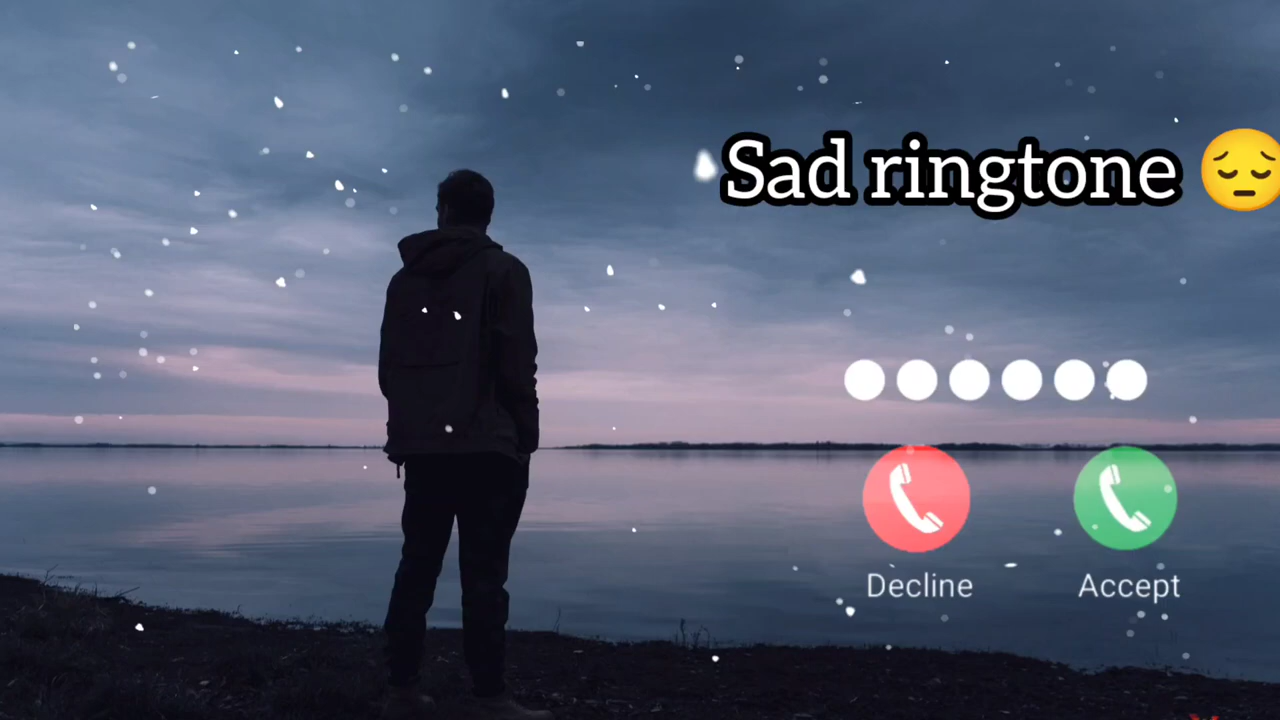 Sad ringtone 😔
Decline
Accept